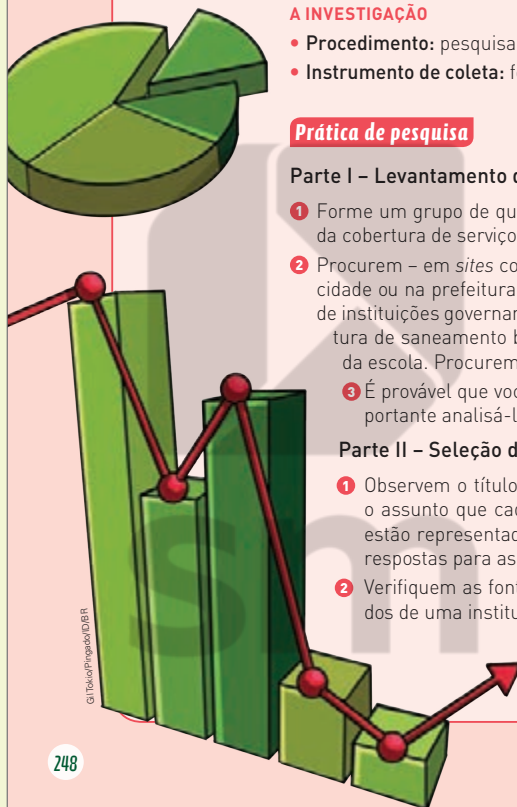 A INVESTIGAÇÃO
• Procedimento: pesquisa
• Instrumento de coleta: f
Prática de pesquisa
Parte I – Levantamento d
1 Forme um grupo de qu
da cobertura de serviço
2 Procurem – em sites co
cidade ou na prefeitura
de instituições governar
tura de saneamento b
da escola. Procurem
3 É provável que voc
portante analisá-l
Parte II – Seleção d
1 Observem o título
o assunto que cad
estão representad
respostas para as
2 Verifiquem as font
dos de uma institu
sm
Gil Tokio/Pingado/ID/BR
248